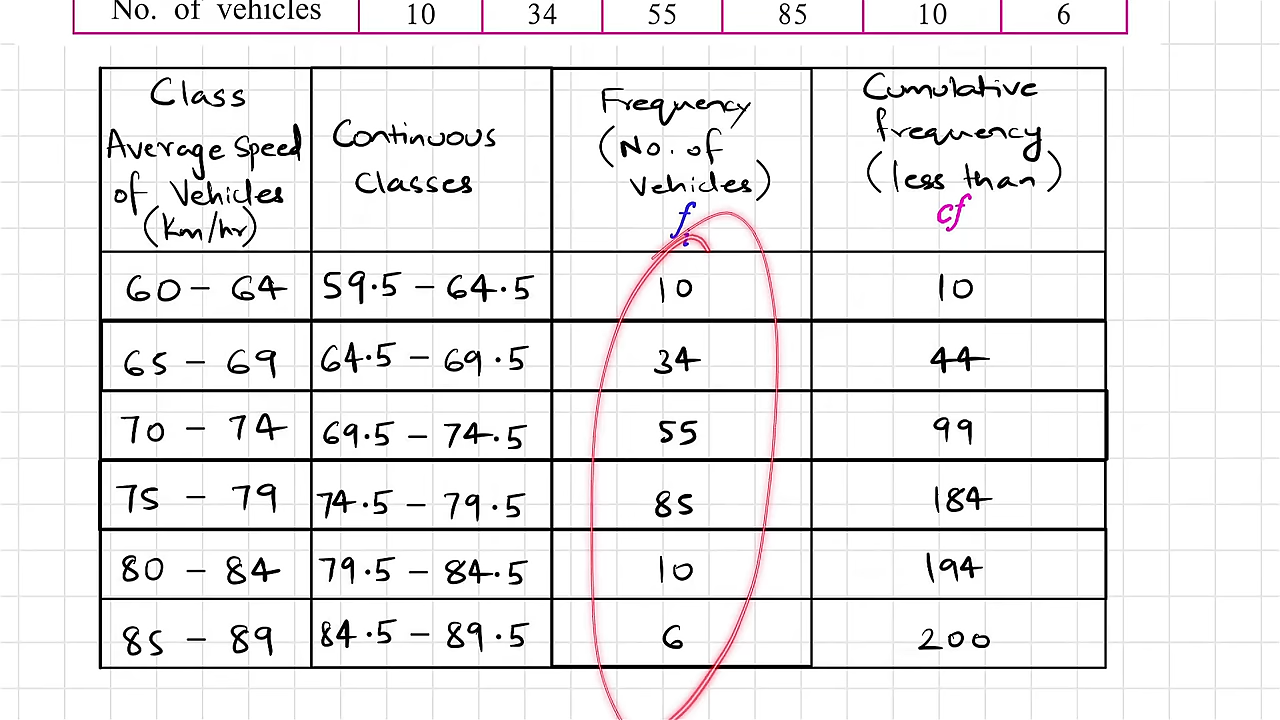 No. of vehicles 10 34 55 85 10 6
Class Average Speed of Vehicles (Km/hr) Continuous Classes Frequency (No. of Vehicles) fi Cumulative frequency (less than) cf
60 - 64 59.5 - 64.5 10 10
65 - 69 64.5 - 69.5 34 44
70 - 74 69.5 - 74.5 55 99
75 - 79 74.5 - 79.5 85 184
80 - 84 79.5 - 84.5 10 194
85 - 89 84.5 - 89.5 6 200